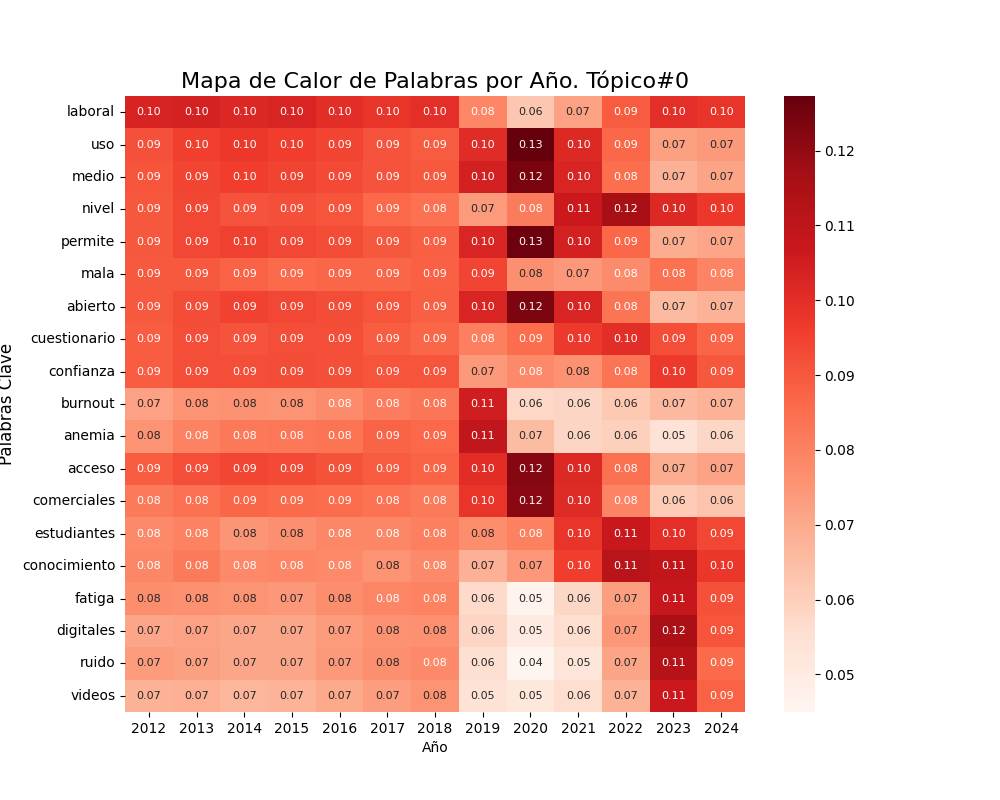 Mapa de Calor de Palabras por Año. Tópico#0
Palabras Clave
laboral 0.10 0.10 0.10 0.10 0.10 0.10 0.10 0.08 0.06 0.07 0.09 0.10 0.10
uso 0.09 0.10 0.10 0.10 0.09 0.09 0.09 0.10 0.13 0.10 0.09 0.07 0.07
medio 0.09 0.09 0.10 0.09 0.09 0.09 0.09 0.10 0.12 0.10 0.08 0.07 0.07
nivel 0.09 0.09 0.09 0.09 0.09 0.09 0.08 0.07 0.08 0.11 0.12 0.10 0.10
permite 0.09 0.09 0.10 0.09 0.09 0.09 0.09 0.10 0.13 0.10 0.09 0.07 0.07
mala 0.09 0.09 0.09 0.09 0.09 0.09 0.09 0.09 0.08 0.07 0.08 0.08 0.08
abierto 0.09 0.09 0.09 0.09 0.09 0.09 0.09 0.10 0.12 0.10 0.08 0.07 0.07
cuestionario 0.09 0.09 0.09 0.09 0.09 0.09 0.09 0.08 0.09 0.10 0.10 0.09 0.09
confianza 0.09 0.09 0.09 0.09 0.09 0.09 0.09 0.07 0.08 0.08 0.08 0.10 0.09
burnout 0.07 0.08 0.08 0.08 0.08 0.08 0.08 0.11 0.06 0.06 0.06 0.07 0.07
anemia 0.08 0.08 0.08 0.08 0.08 0.09 0.09 0.11 0.07 0.06 0.06 0.05 0.06
acceso 0.09 0.09 0.09 0.09 0.09 0.09 0.09 0.10 0.12 0.10 0.08 0.07 0.07
comerciales 0.08 0.08 0.09 0.09 0.09 0.08 0.08 0.10 0.12 0.10 0.08 0.06 0.06
estudiantes 0.08 0.08 0.08 0.08 0.08 0.08 0.08 0.08 0.08 0.10 0.11 0.10 0.09
conocimiento 0.08 0.08 0.08 0.08 0.08 0.08 0.08 0.07 0.07 0.10 0.11 0.11 0.10
fatiga 0.08 0.08 0.08 0.07 0.08 0.08 0.08 0.06 0.05 0.06 0.07 0.11 0.09
digitales 0.07 0.07 0.07 0.07 0.07 0.08 0.08 0.06 0.05 0.06 0.07 0.12 0.09
ruido 0.07 0.07 0.07 0.07 0.07 0.08 0.08 0.06 0.04 0.05 0.07 0.11 0.09
videos 0.07 0.07 0.07 0.07 0.07 0.07 0.08 0.05 0.05 0.06 0.07 0.11 0.09
2012 2013 2014 2015 2016 2017 2018 2019 2020 2021 2022 2023 2024
Año
0.12
0.11
0.10
0.09
0.08
0.07
0.06
0.05